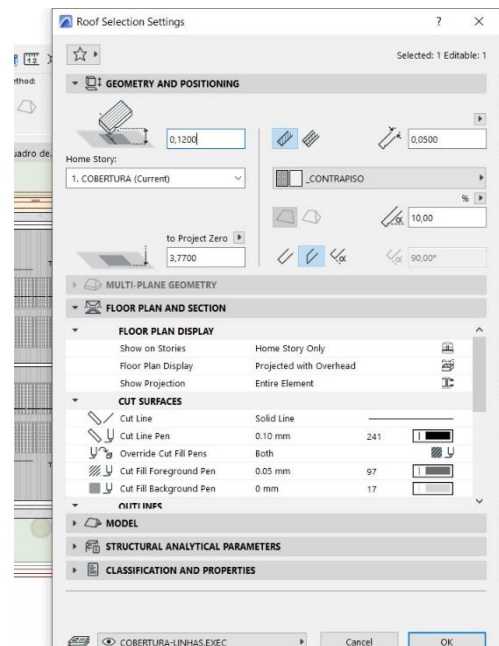 Roof Selection Settings
?
Selected: 1 Editable: 1
GEOMETRY AND POSITIONING
0,1200
0,0500
Home Story:
1. COBERTURA (Current)
_CONTRAPISO
%
10,00
to Project Zero
3,7700
90,00°
MULTI-PLANE GEOMETRY
FLOOR PLAN AND SECTION
FLOOR PLAN DISPLAY
Show on Stories Home Story Only
Floor Plan Display Projected with Overhead
Show Projection Entire Element
CUT SURFACES
Cut Line Solid Line
Cut Line Pen 0.10 mm 241
Override Cut Fill Pens Both
Cut Fill Foreground Pen 0.05 mm 97
Cut Fill Background Pen 0 mm 17
OUTLINES
MODEL
STRUCTURAL ANALYTICAL PARAMETERS
CLASSIFICATION AND PROPERTIES
COBERTURA-LINHAS.EXEC
Cancel
OK
ethod:
uadro de.